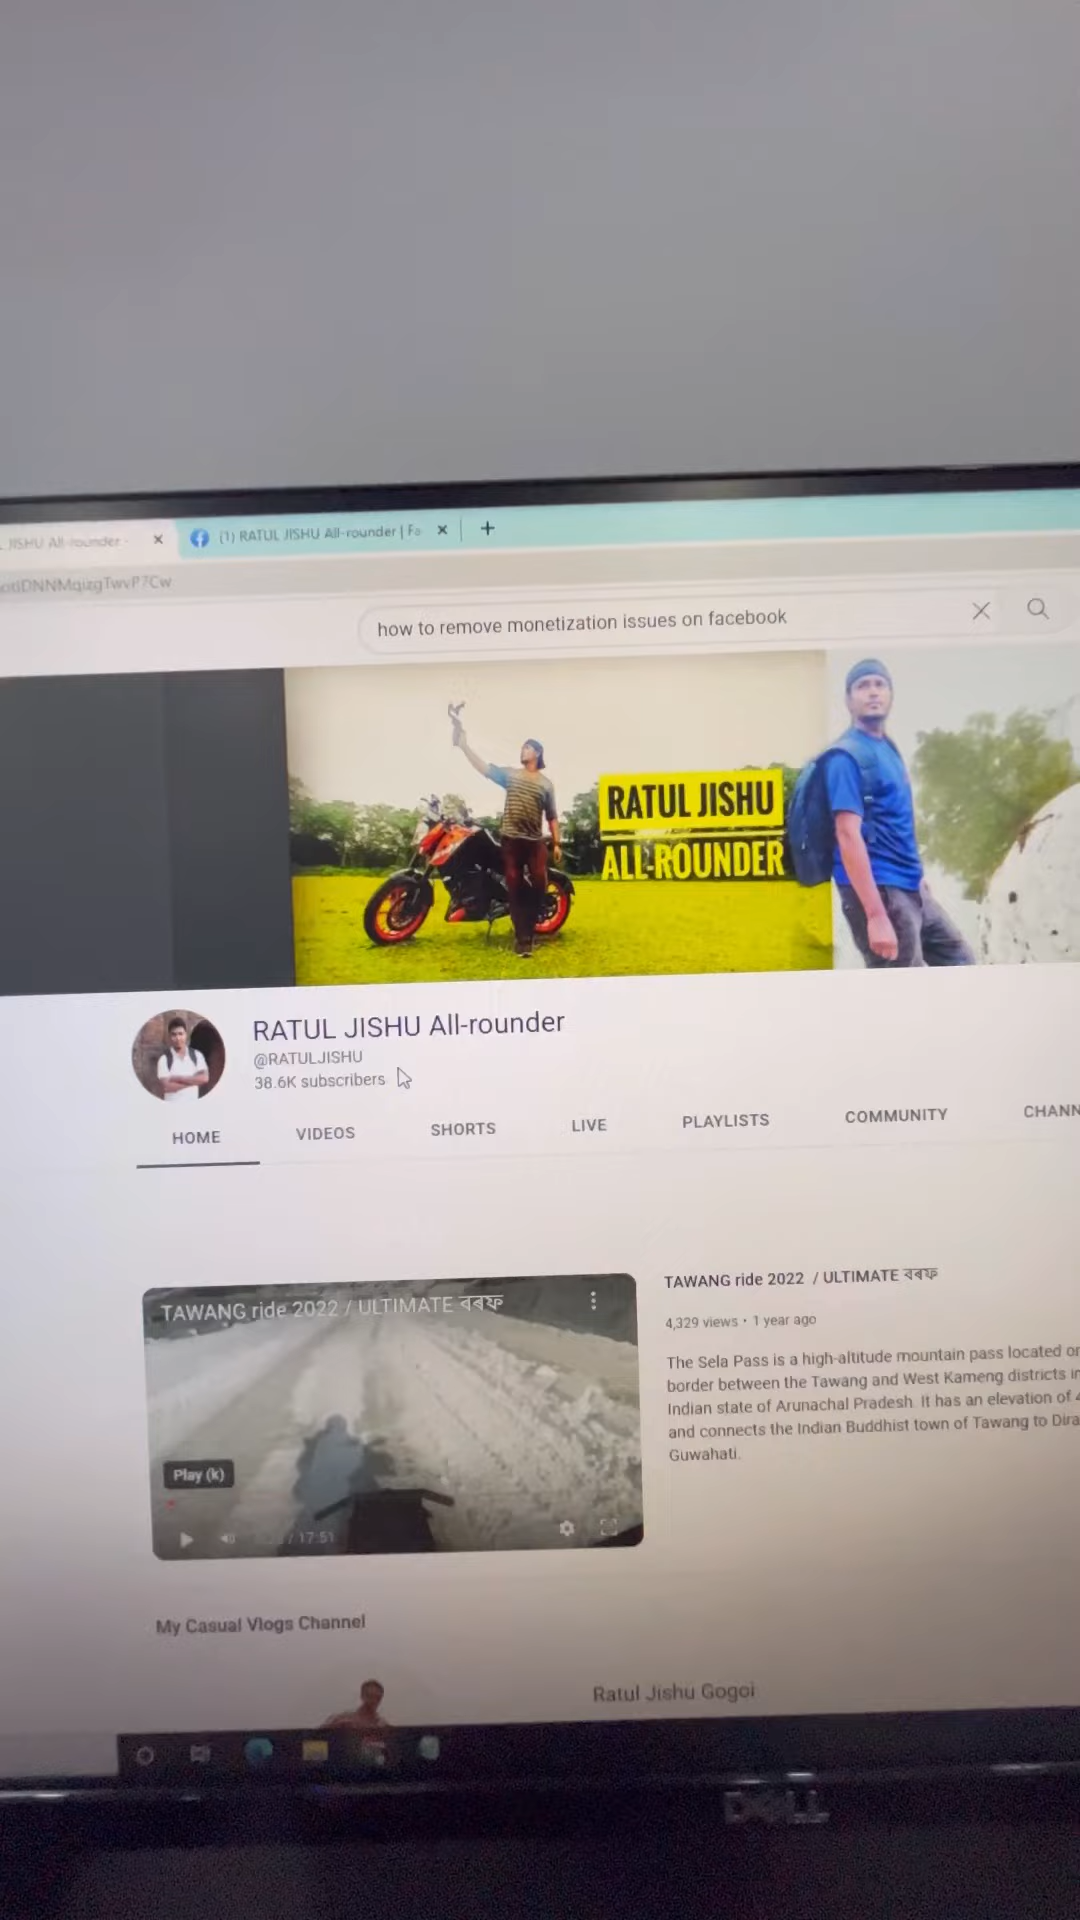 JISHU All-rounder -
(1) RATUL JISHU All-rounder | Fa
how to remove monetization issues on facebook
RATUL JISHU
ALL-ROUNDER
RATUL JISHU All-rounder
@RATULJISHU
38.6K subscribers
HOME VIDEOS SHORTS LIVE PLAYLISTS COMMUNITY CHANN
TAWANG ride 2022 / ULTIMATE বৰফ
Play (k)
/ 17:51
TAWANG ride 2022 / ULTIMATE বৰফ
4,329 views • 1 year ago
The Sela Pass is a high-altitude mountain pass located on
border between the Tawang and West Kameng districts in
Indian state of Arunachal Pradesh. It has an elevation of 4
and connects the Indian Buddhist town of Tawang to Dira
Guwahati.
My Casual Vlogs Channel
Ratul Jishu Gogoi
DELL